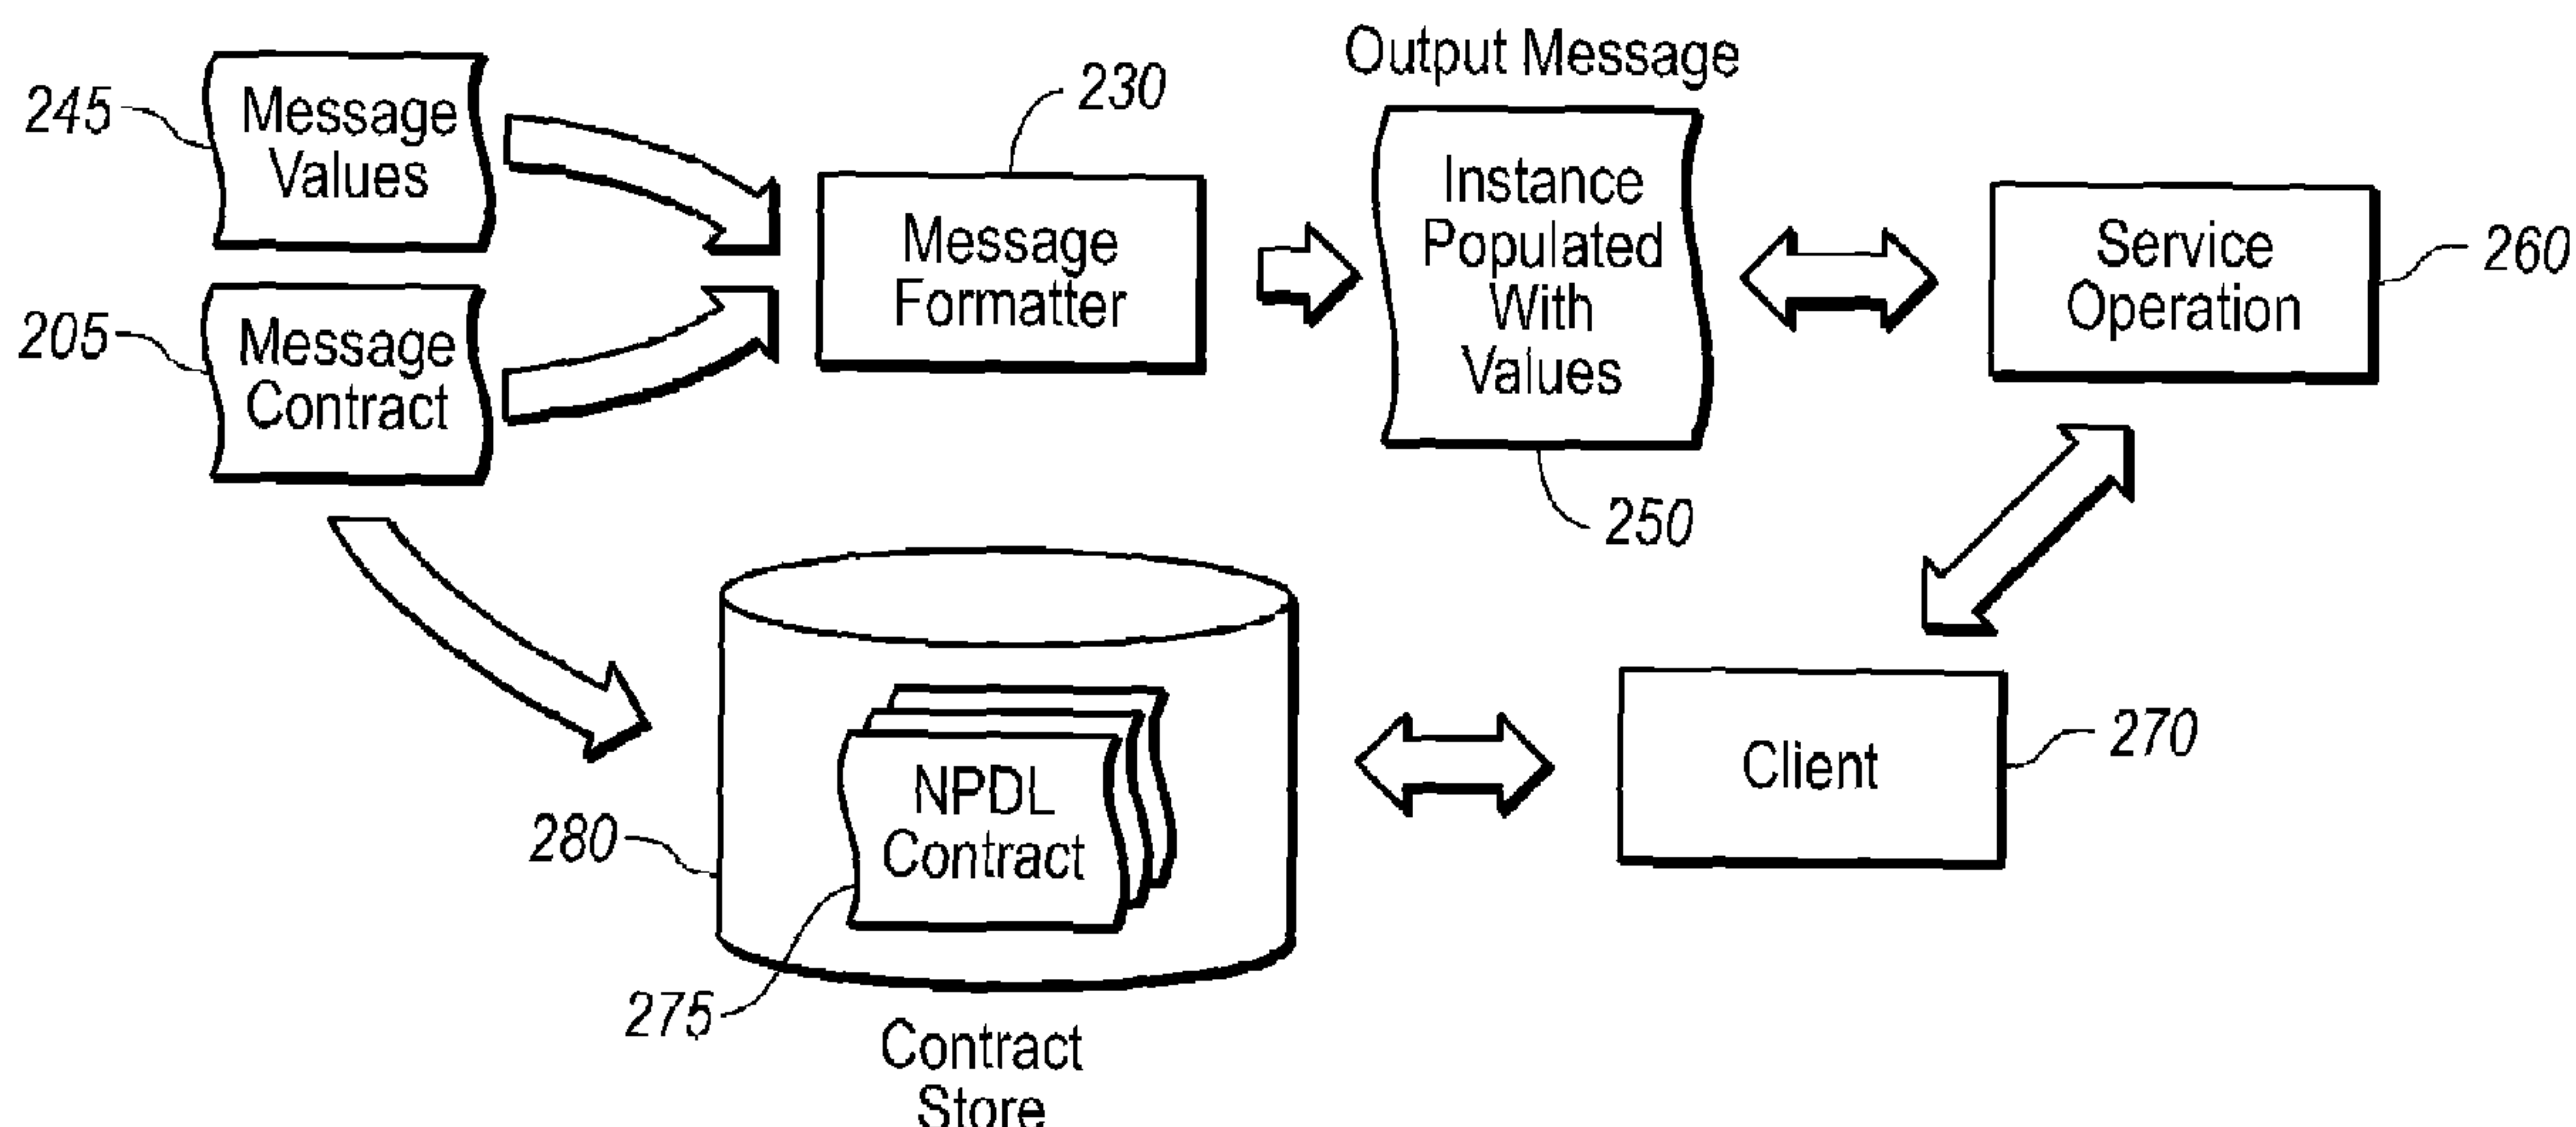 Output Message
245
Message
Values
230
Message
Formatter
Instance
Populated
With
Values
Service
Operation
260
205
Message
Contract
250
NPDL
Contract
Client
270
280
275
Contract
Store